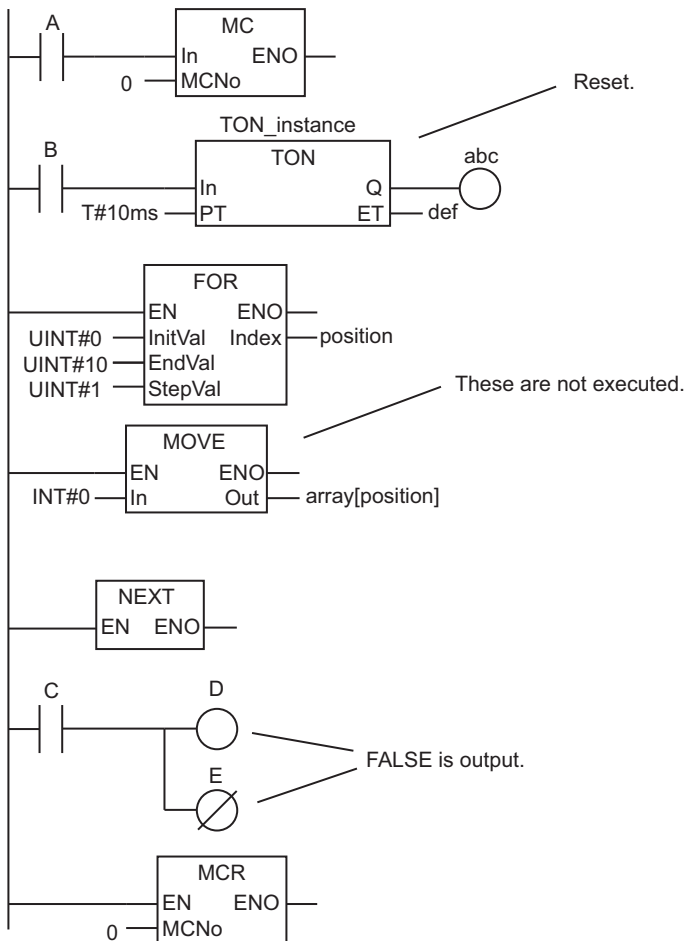 A
MC
In ENO
0 MCNo
Reset.
TON_instance
B
TON
abc
In Q
T#10ms PT ET def
FOR
EN ENO
UINT#0 InitVal Index position
UINT#10 EndVal
UINT#1 StepVal
These are not executed.
MOVE
EN ENO
INT#0 In Out array[position]
NEXT
EN ENO
C
D
FALSE is output.
E
MCR
EN ENO
0 MCNo